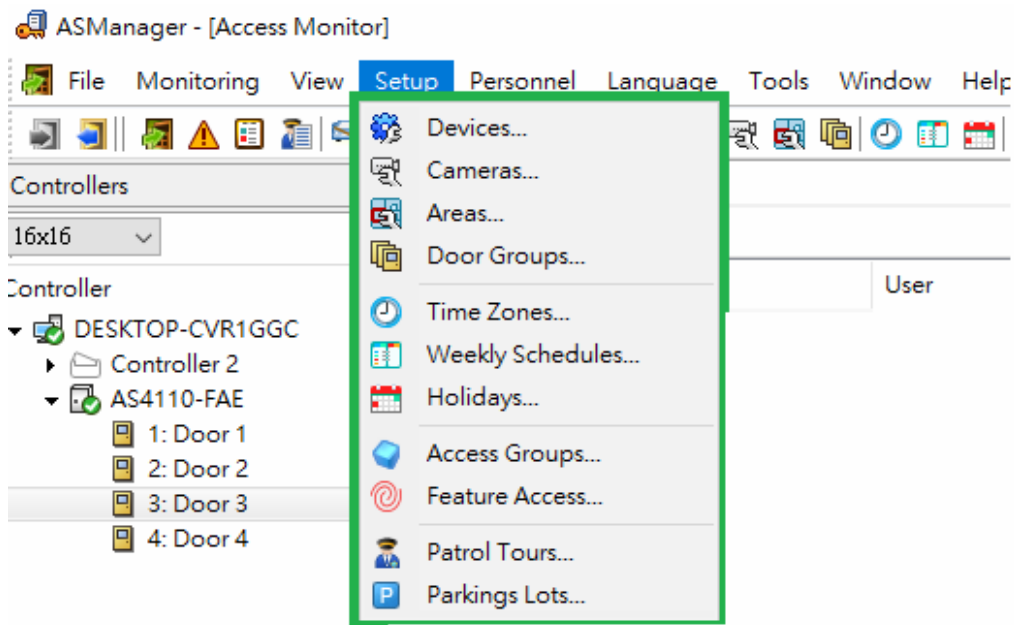 ASManager - [Access Monitor]
File Monitoring View Setup Personnel Language Tools Window Help
Controllers
16x16
Controller
DESKTOP-CVR1GGC
Controller 2
AS4110-FAE
1: Door 1
2: Door 2
3: Door 3
4: Door 4
Devices...
Cameras...
Areas...
Door Groups...
Time Zones...
Weekly Schedules...
Holidays...
Access Groups...
Feature Access...
Patrol Tours...
P Parkings Lots...
User